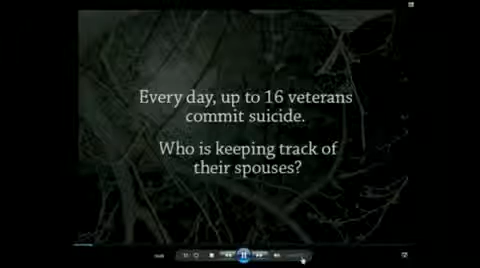 Every day, up to 16 veterans
commit suicide.
Who is keeping track of
their spouses?